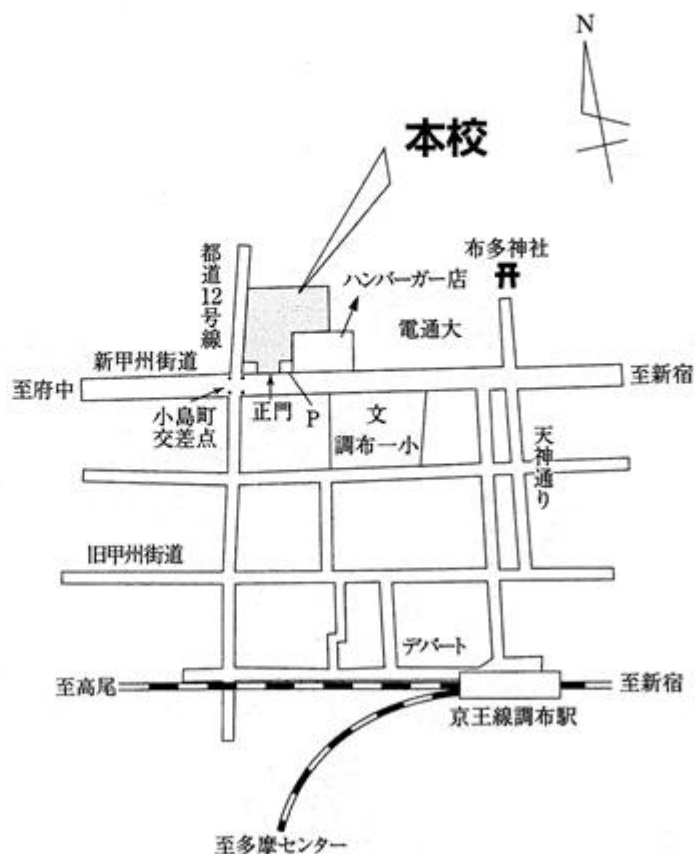 N
本校
布多神社
都道12号線
ハンバーガー店
電通大
新甲州街道
至府中
至新宿
小島町
交差点
正門
P
文
調布一小
天神通り
旧甲州街道
デパート
至高尾
至新宿
京王線調布駅
至多摩センター